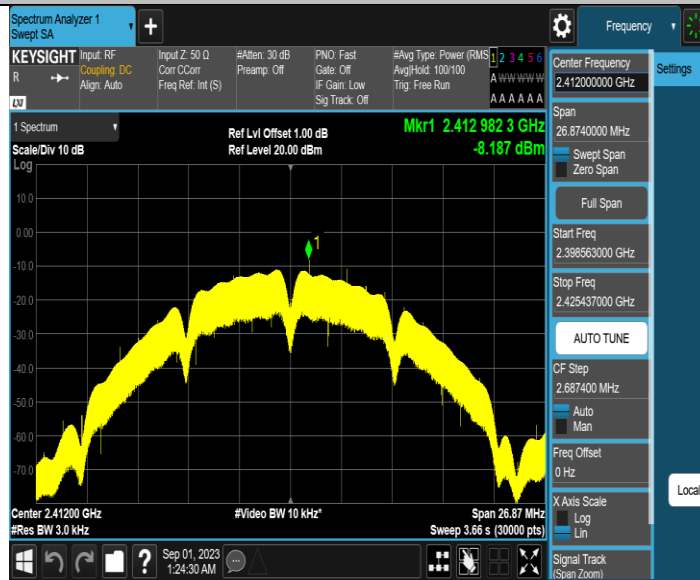 Spectrum Analyzer 1
Swept SA
Frequency
KEYSIGHT
R
LXI
Input: RF
Coupling: DC
Align: Auto
Input Z: 50 Ω
Corr CCorr
Freq Ref: Int (S)
#Atten: 30 dB
Preamp: Off
PNO: Fast
Gate: Off
IF Gain: Low
Sig Track: Off
#Avg Type: Power (RMS
Avg|Hold: 100/100
Trig: Free Run
1 2 3 4 5 6
A W W W W W
A A A A A A
Center Frequency
2.412000000 GHz
Settings
Span
26.8740000 MHz
Swept Span
Zero Span
Full Span
Start Freq
2.398563000 GHz
Stop Freq
2.425437000 GHz
AUTO TUNE
CF Step
2.687400 MHz
Auto
Man
Freq Offset
0 Hz
X Axis Scale
Log
Lin
Signal Track
(Span Zoom)
Local
1 Spectrum
Scale/Div 10 dB
Log
Ref Lvl Offset 1.00 dB
Ref Level 20.00 dBm
Mkr1 2.412 982 3 GHz
-8.187 dBm
1
10.0
0.00
-10.0
-20.0
-30.0
-40.0
-50.0
-60.0
-70.0
Center 2.41200 GHz
#Video BW 10 kHz*
Span 26.87 MHz
#Res BW 3.0 kHz
Sweep 3.66 s (30000 pts)
?
Sep 01, 2023
1:24:30 AM